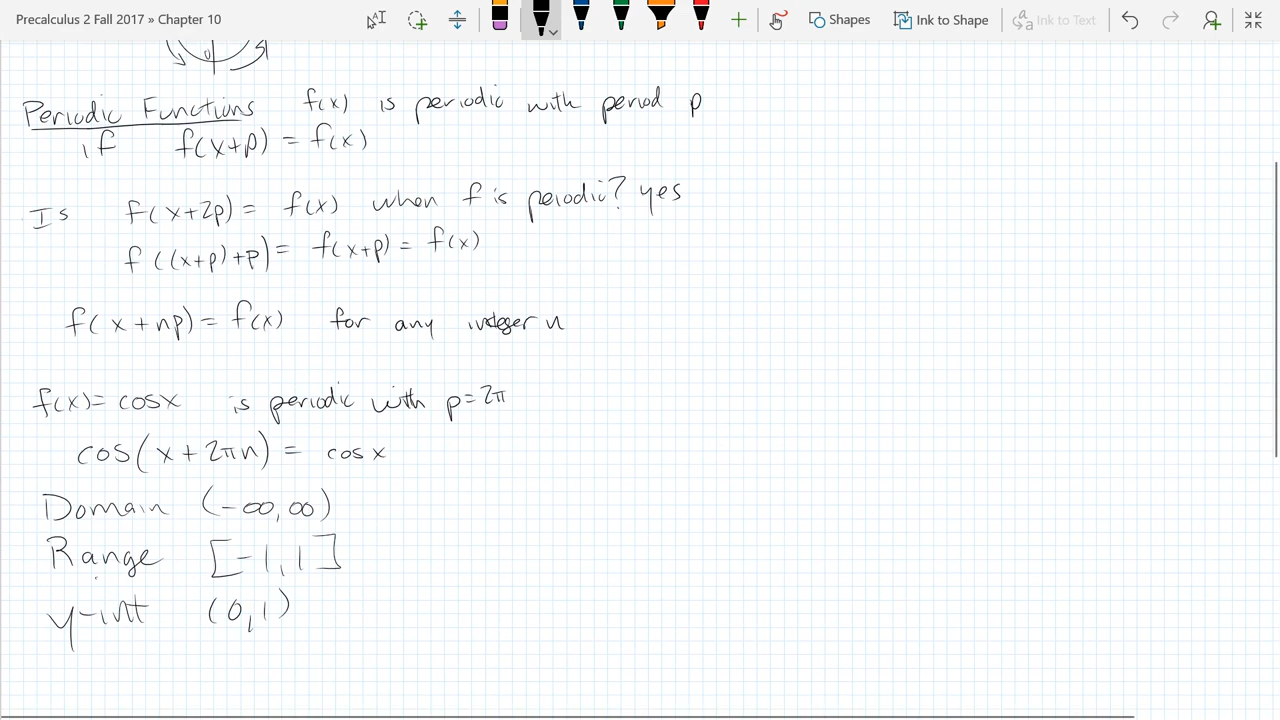 Precalculus 2 Fall 2017 » Chapter 10
Shapes
Ink to Shape
Ink to Text
Periodic Functions f(x) is periodic with period p
if f(x+p) = f(x)
Is f(x+2p) = f(x) when f is periodic? yes
f((x+p)+p) = f(x+p) = f(x)
f(x+np) = f(x) for any integer n
f(x)= cosx is periodic with p=2π
cos(x+2πn) = cos x
Domain (-∞,∞)
Range [-1,1]
y-int (0,1)